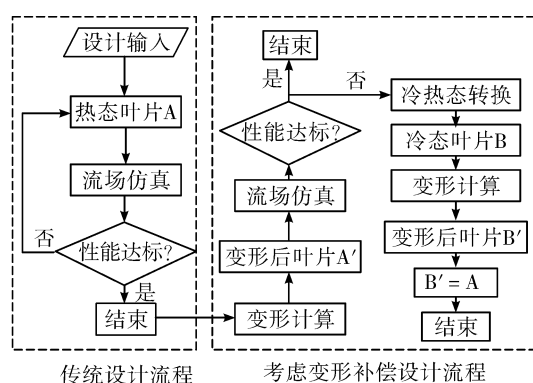 设计输入
热态叶片A
流场仿真
性能达标?
否
是
结束
传统设计流程
变形计算
变形后叶片A′
流场仿真
性能达标?
是
结束
否
冷热态转换
冷态叶片B
变形计算
变形后叶片B′
B′ = A
结束
考虑变形补偿设计流程